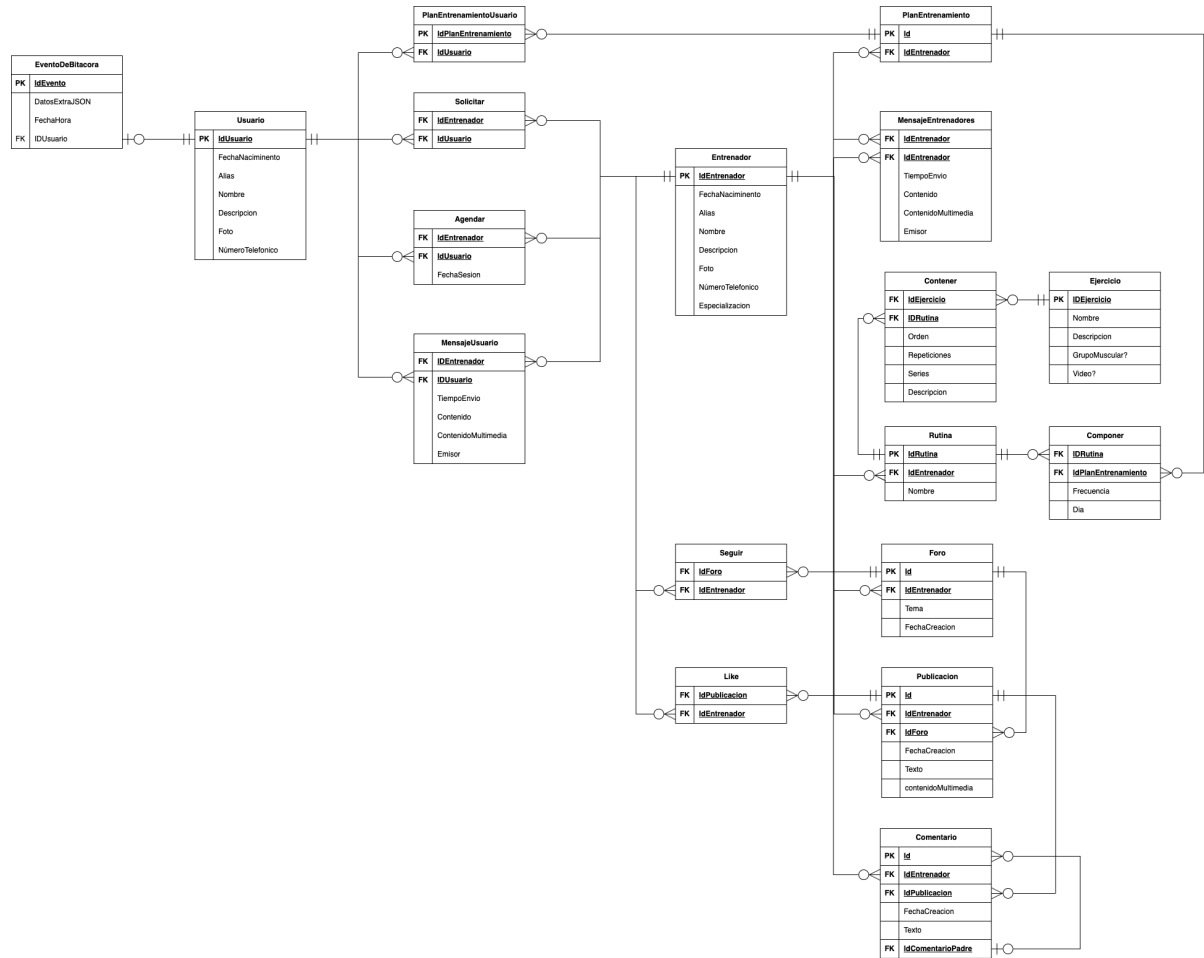 EventoDeBitacora
PK IdEvento
DatosExtraJSON
FechaHora
FK IDUsuario
Usuario
PK IdUsuario
FechaNaciminento
Alias
Nombre
Descripcion
Foto
NúmeroTelefonico
PlanEntrenamientoUsuario
PK IdPlanEntrenamiento
FK IdUsuario
Solicitar
FK IdEntrenador
FK IdUsuario
Agendar
FK IdEntrenador
FK IdUsuario
FechaSesion
MensajeUsuario
FK IDEntrenador
FK IDUsuario
TiempoEnvio
Contenido
ContenidoMultimedia
Emisor
Entrenador
PK IdEntrenador
FechaNaciminento
Alias
Nombre
Descripcion
Foto
NúmeroTelefonico
Especializacion
Seguir
FK IdForo
FK IdEntrenador
Like
FK IdPublicacion
FK IdEntrenador
PlanEntrenamiento
PK Id
FK IdEntrenador
MensajeEntrenadores
FK IdEntrenador
FK IdEntrenador
TiempoEnvio
Contenido
ContenidoMultimedia
Emisor
Contener
FK IdEjercicio
FK IDRutina
Orden
Repeticiones
Series
Descripcion
Ejercicio
PK IDEjercicio
Nombre
Descripcion
GrupoMuscular?
Video?
Rutina
PK IdRutina
FK IdEntrenador
Nombre
Componer
FK IDRutina
FK IdPlanEntrenamiento
Frecuencia
Dia
Foro
PK Id
FK IdEntrenador
Tema
FechaCreacion
Publicacion
PK Id
FK IdEntrenador
FK IdForo
FechaCreacion
Texto
contenidoMultimedia
Comentario
PK Id
FK IdEntrenador
FK IdPublicacion
FechaCreacion
Texto
FK IdComentarioPadre